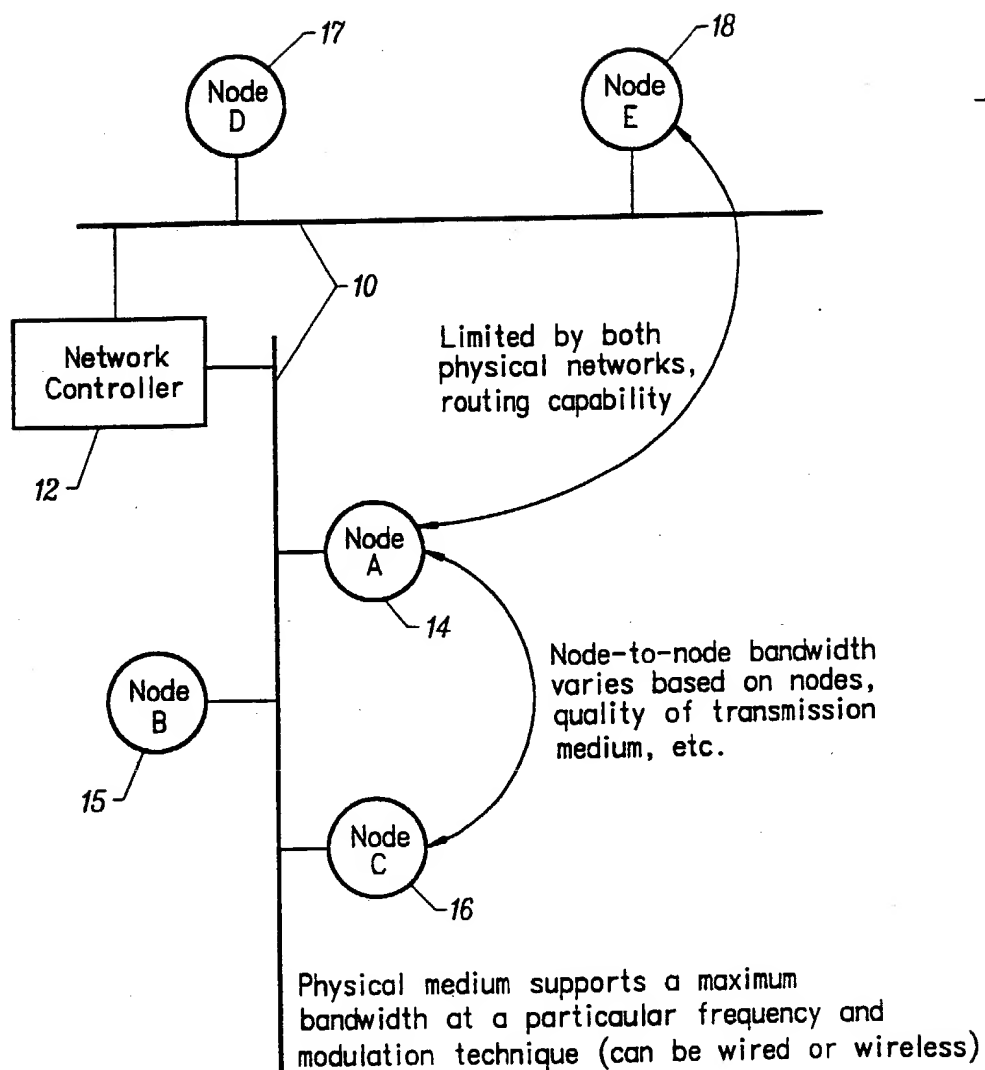 17
18
Node
D
Node
E
10
Limited by both
physical networks,
routing capability
Network
Controller
12
Node
A
14
Node-to-node bandwidth
varies based on nodes,
quality of transmission
medium, etc.
Node
B
15
Node
C
16
Physical medium supports a maximum
bandwidth at a particaular frequency and
modulation technique (can be wired or wireless)